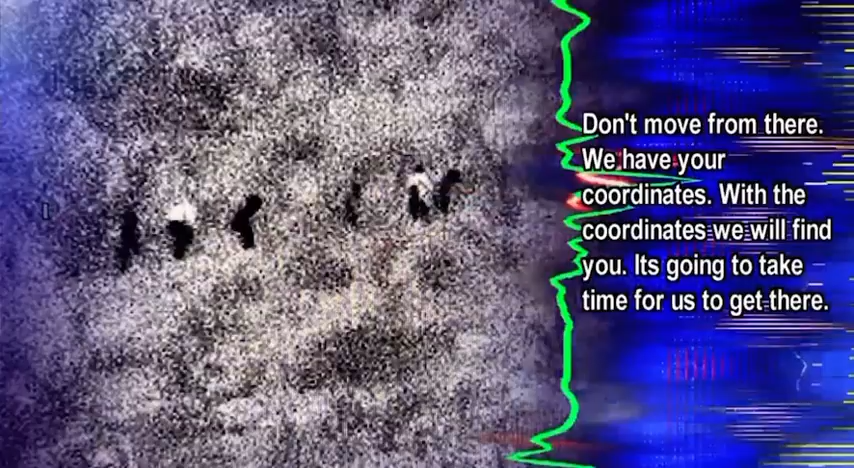 Don't move from there.
We have your
coordinates. With the
coordinates we will find
you. Its going to take
time for us to get there.